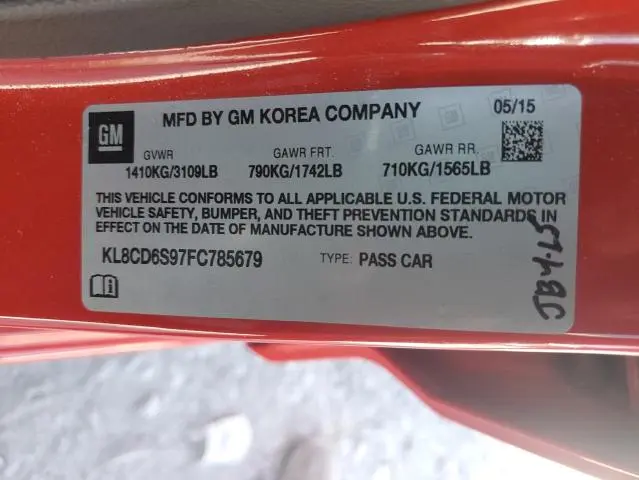 GM
MFD BY GM KOREA COMPANY
05/15
GVWR
GAWR FRT.
GAWR RR.
1410KG/3109LB
790KG/1742LB
710KG/1565LB
THIS VEHICLE CONFORMS TO ALL APPLICABLE U.S. FEDERAL MOTOR
VEHICLE SAFETY, BUMPER, AND THEFT PREVENTION STANDARDS IN
EFFECT ON THE DATE OF MANUFACTURE SHOWN ABOVE.
KL8CD6S97FC785679
TYPE: PASS CAR